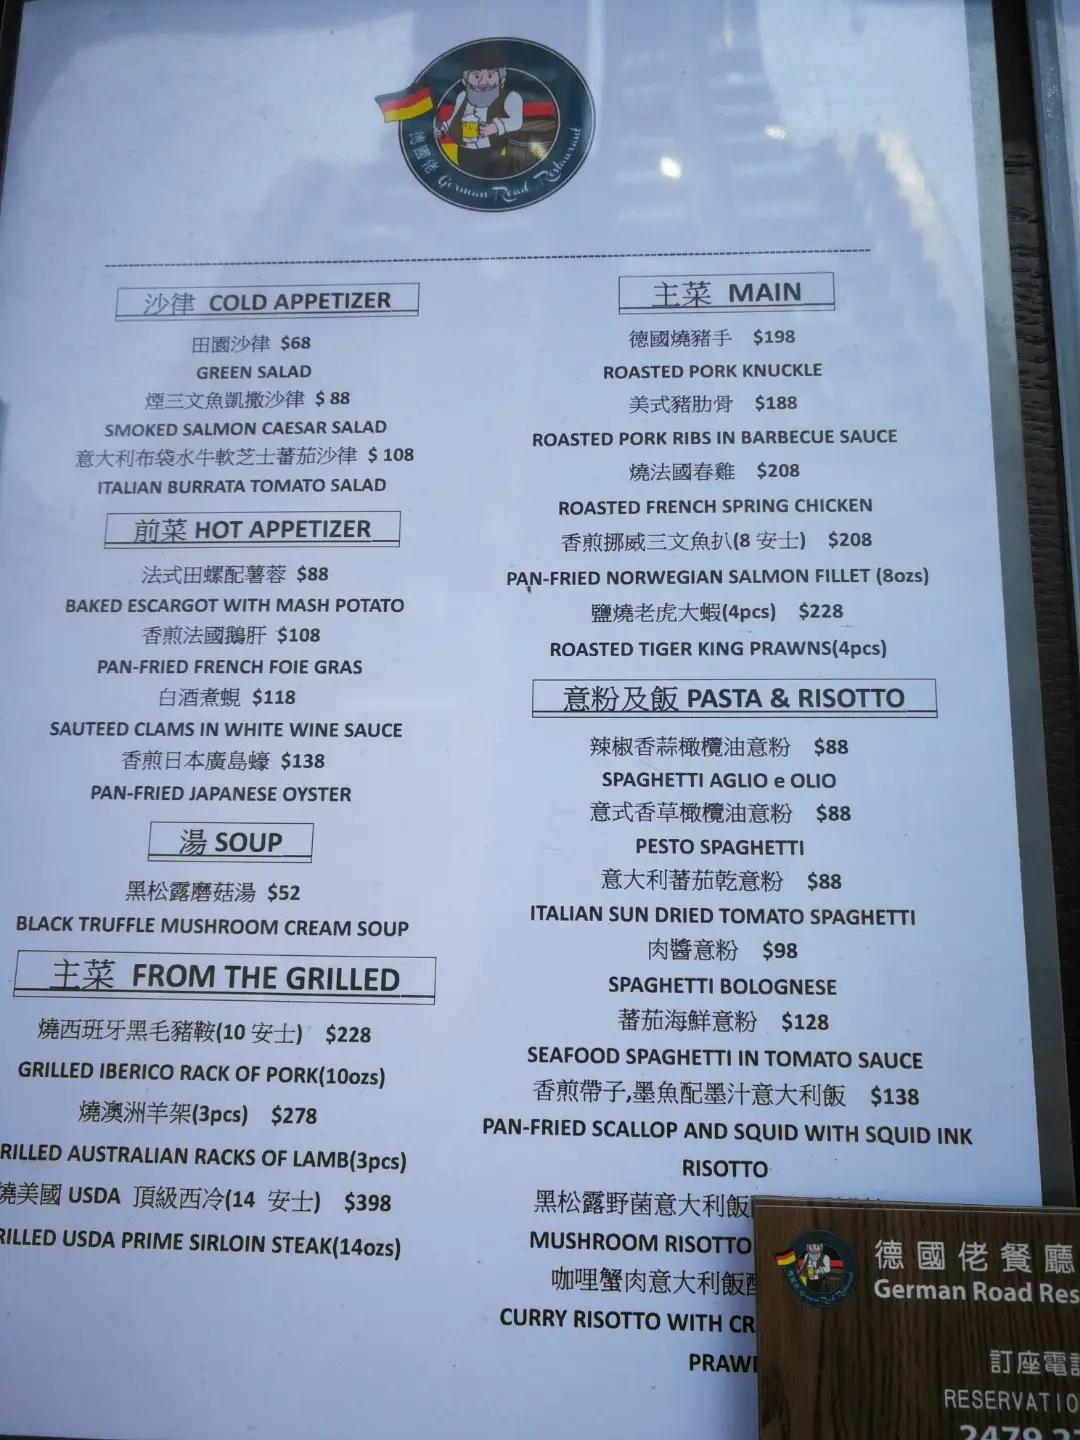 德國佬 German Road Restaurant
沙律 COLD APPETIZER
田園沙律 $68
GREEN SALAD
煙三文魚凱撒沙律 $ 88
SMOKED SALMON CAESAR SALAD
意大利布袋水牛軟芝士蕃茄沙律 $ 108
ITALIAN BURRATA TOMATO SALAD
前菜 HOT APPETIZER
法式田螺配薯蓉 $88
BAKED ESCARGOT WITH MASH POTATO
香煎法國鵝肝 $108
PAN-FRIED FRENCH FOIE GRAS
白酒煮蜆 $118
SAUTEED CLAMS IN WHITE WINE SAUCE
香煎日本廣島蠔 $138
PAN-FRIED JAPANESE OYSTER
湯 SOUP
黑松露磨菇湯 $52
BLACK TRUFFLE MUSHROOM CREAM SOUP
主菜 FROM THE GRILLED
燒西班牙黑毛豬鞍(10 安士) $228
GRILLED IBERICO RACK OF PORK(10ozs)
燒澳洲羊架(3pcs) $278
RILLED AUSTRALIAN RACKS OF LAMB(3pcs)
燒美國 USDA 頂級西冷(14 安士) $398
RILLED USDA PRIME SIRLOIN STEAK(14ozs)
主菜 MAIN
德國燒豬手 $198
ROASTED PORK KNUCKLE
美式豬肋骨 $188
ROASTED PORK RIBS IN BARBECUE SAUCE
燒法國春雞 $208
ROASTED FRENCH SPRING CHICKEN
香煎挪威三文魚扒(8 安士) $208
PAN-FRIED NORWEGIAN SALMON FILLET (8ozs)
鹽燒老虎大蝦(4pcs) $228
ROASTED TIGER KING PRAWNS(4pcs)
意粉及飯 PASTA & RISOTTO
辣椒香蒜橄欖油意粉 $88
SPAGHETTI AGLIO e OLIO
意式香草橄欖油意粉 $88
PESTO SPAGHETTI
意大利蕃茄乾意粉 $88
ITALIAN SUN DRIED TOMATO SPAGHETTI
肉醬意粉 $98
SPAGHETTI BOLOGNESE
蕃茄海鮮意粉 $128
SEAFOOD SPAGHETTI IN TOMATO SAUCE
香煎帶子,墨魚配墨汁意大利飯 $138
PAN-FRIED SCALLOP AND SQUID WITH SQUID INK
RISOTTO
黑松露野菌意大利飯
MUSHROOM RISOTTO
咖哩蟹肉意大利飯
CURRY RISOTTO WITH CR
PRAW
德國佬餐廳
German Road Res
訂座電
RESERVATIO
2479